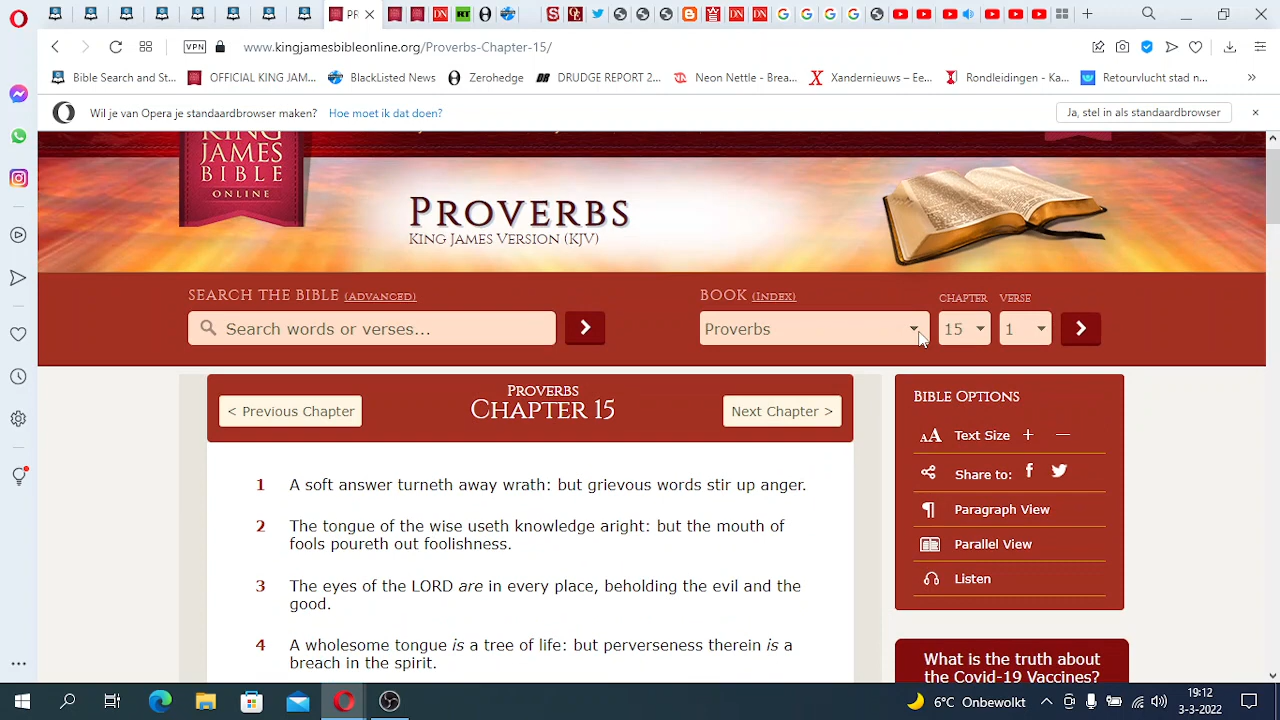 PR
DN
RT
DN
DN
VPN
www.kingjamesbibleonline.org/Proverbs-Chapter-15/
Bible Search and St...
OFFICIAL KING JAM...
BlackListed News
Zerohedge
DRUDGE REPORT 2...
Neon Nettle - Brea...
Xandernieuws – Ee...
Rondleidingen - Ka...
Retourvlucht stad n...
Wil je van Opera je standaardbrowser maken? Hoe moet ik dat doen?
Ja, stel in als standaardbrowser
KING
JAMES
BIBLE
ONLINE
PROVERBS
KING JAMES VERSION (KJV)
SEARCH THE BIBLE (ADVANCED)
Search words or verses...
BOOK (INDEX)
CHAPTER
VERSE
Proverbs
15
1
< Previous Chapter
PROVERBS
CHAPTER 15
Next Chapter >
1 A soft answer turneth away wrath: but grievous words stir up anger.
2 The tongue of the wise useth knowledge aright: but the mouth of
fools poureth out foolishness.
3 The eyes of the LORD are in every place, beholding the evil and the
good.
4 A wholesome tongue is a tree of life: but perverseness therein is a
breach in the spirit.
BIBLE OPTIONS
AA Text Size + —
Share to:
Paragraph View
Parallel View
Listen
What is the truth about
the Covid-19 Vaccines?
6°C Onbewolkt
19:12
3-3-2022